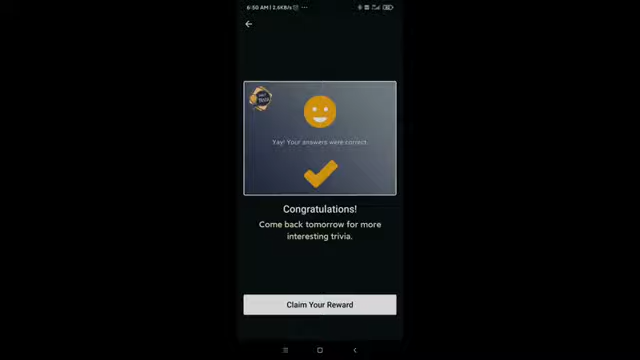 6:50 AM | 2.6KB/s
Yay! Your answers were correct.
Congratulations!
Come back tomorrow for more
interesting trivia.
Claim Your Reward